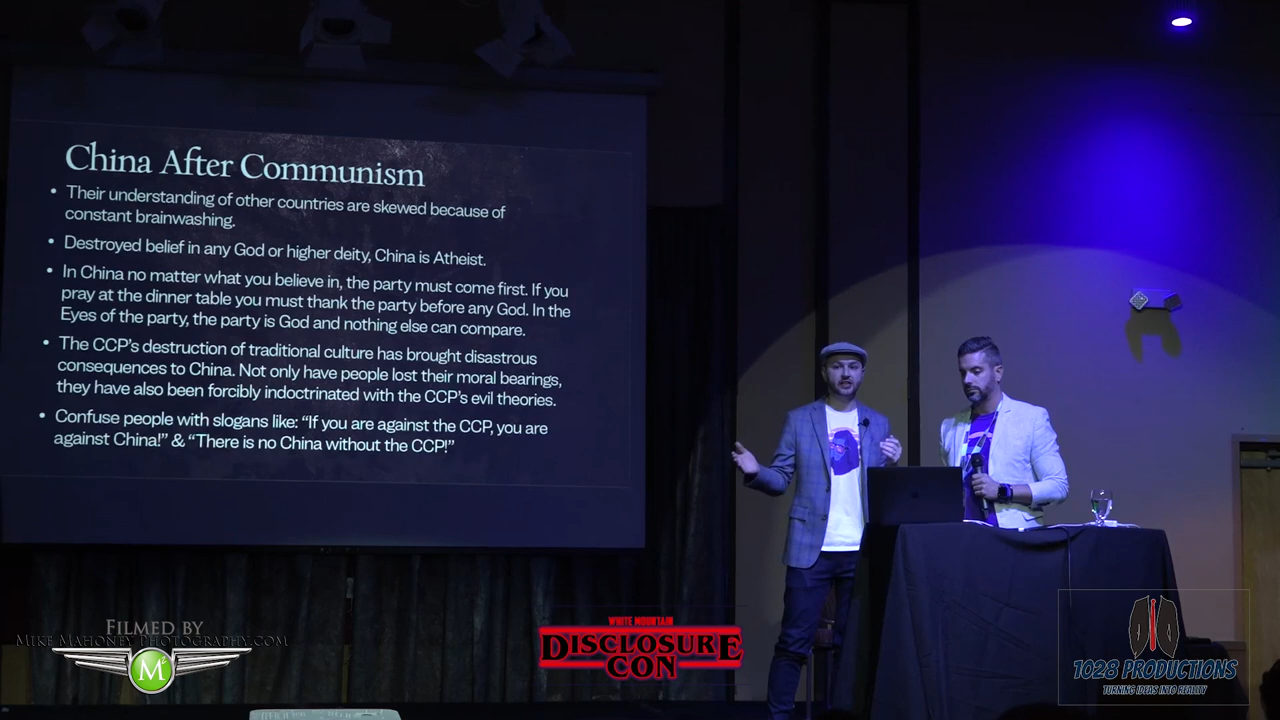 China After Communism
• Their understanding of other countries are skewed because of
constant brainwashing.
• Destroyed belief in any God or higher deity, China is Atheist.
• In China no matter what you believe in, the party must come first. If you
pray at the dinner table you must thank the party before any God. In the
Eyes of the party, the party is God and nothing else can compare.
• The CCP's destruction of traditional culture has brought disastrous
consequences to China. Not only have people lost their moral bearings,
they have also been forcibly indoctrinated with the CCP's evil theories.
• Confuse people with slogans like: “If you are against the CCP, you are
against China!” & “There is no China without the CCP!”
FILMED BY
MIKE MAHONEY PHOTOGRAPHY.COM
M²
WHITE MOUNTAIN
DISCLOSURE
CON
1028 PRODUCTIONS
TURNING IDEAS INTO REALITY